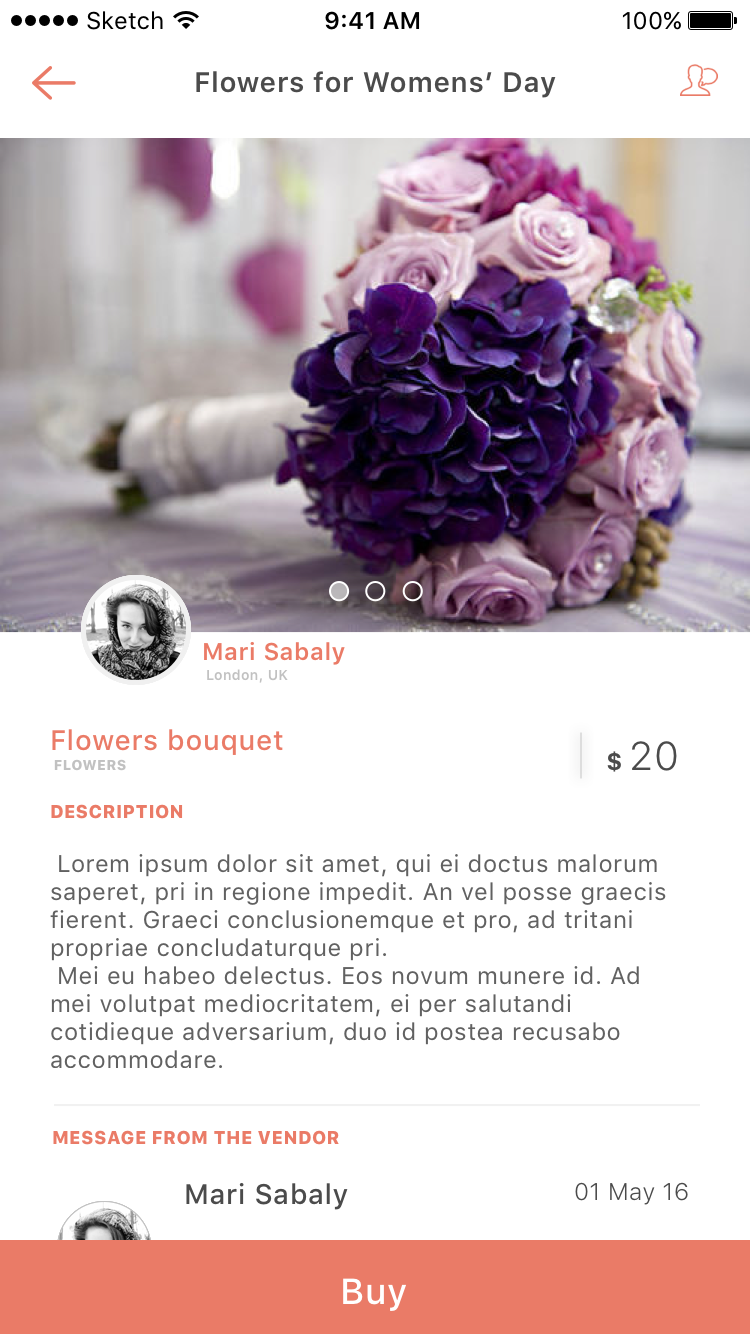 Sketch 9:41 AM 100%
Flowers for Womens’ Day
Mari Sabaly
London, UK
Flowers bouquet
FLOWERS
$ 20
DESCRIPTION
Lorem ipsum dolor sit amet, qui ei doctus malorum
saperet, pri in regione impedit. An vel posse graecis
fierent. Graeci conclusionemque et pro, ad tritani
propriae concludaturque pri.
Mei eu habeo delectus. Eos novum munere id. Ad
mei volutpat mediocritatem, ei per salutandi
cotidieque adversarium, duo id postea recusabo
accommodare.
MESSAGE FROM THE VENDOR
Mari Sabaly 01 May 16
Buy